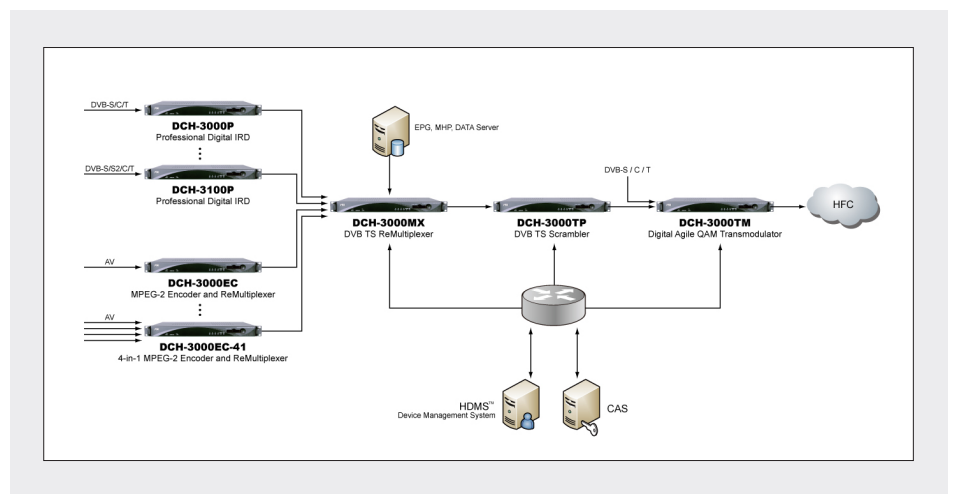 DVB-S/C/T
DCH-3000P
Professional Digital IRD
DVB-S/S2/C/T
DCH-3100P
Professional Digital IRD
AV
DCH-3000EC
MPEG-2 Encoder and ReMultiplexer
AV
DCH-3000EC-41
4-in-1 MPEG-2 Encoder and ReMultiplexer
EPG, MHP, DATA Server
DCH-3000MX
DVB TS ReMultiplexer
DCH-3000TP
DVB TS Scrambler
DVB-S / C / T
DCH-3000TM
Digital Agile QAM Transmodulator
HFC
HDMS™
Device Management System
CAS